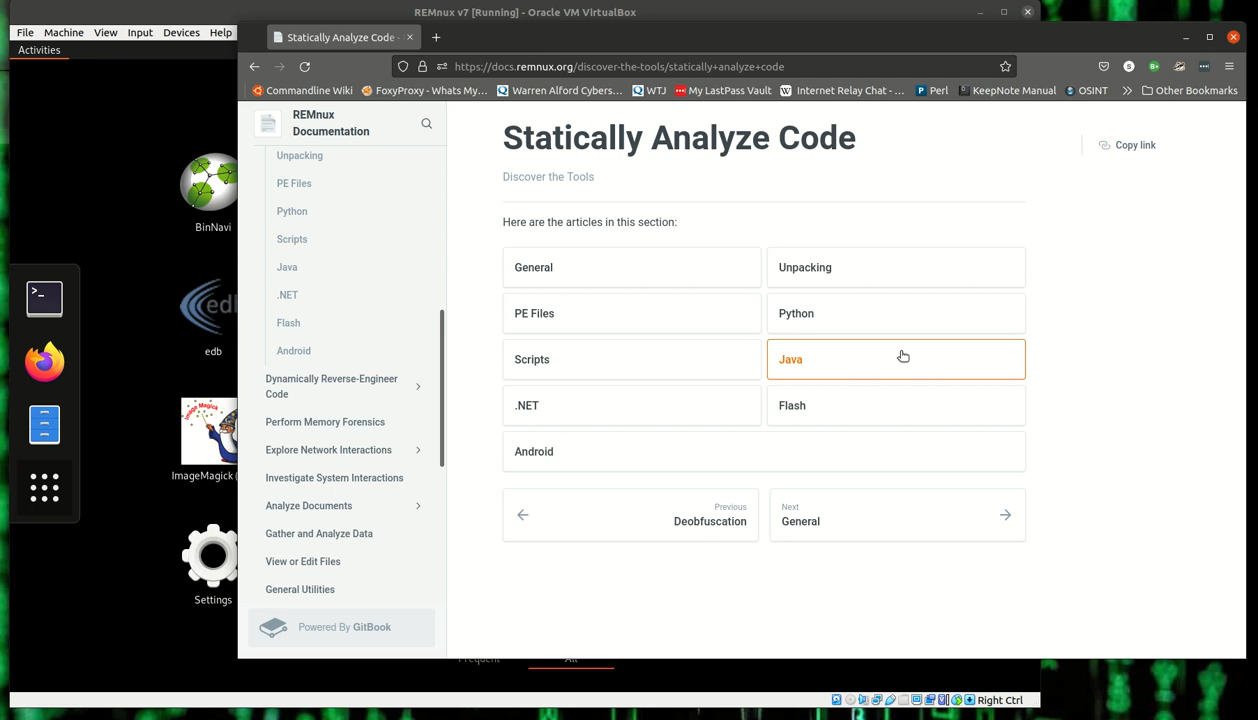 REMnux v7 [Running] - Oracle VM VirtualBox
File Machine View Input Devices Help
Activities
Statically Analyze Code -
https://docs.remnux.org/discover-the-tools/statically+analyze+code
Commandline Wiki
FoxyProxy - Whats My...
Warren Alford Cybers...
WTJ
My LastPass Vault
Internet Relay Chat - ...
Perl
KeepNote Manual
OSINT
Other Bookmarks
REMnux
Documentation
Unpacking
PE Files
Python
Scripts
Java
.NET
Flash
Android
Dynamically Reverse-Engineer
Code
Perform Memory Forensics
Explore Network Interactions
Investigate System Interactions
Analyze Documents
Gather and Analyze Data
View or Edit Files
General Utilities
Powered By GitBook
Statically Analyze Code
Copy link
Discover the Tools
Here are the articles in this section:
General
Unpacking
PE Files
Python
Scripts
Java
.NET
Flash
Android
Previous
Deobfuscation
Next
General
BinNavi
edb
edb
Image Magick
ImageMagick
Settings
Frequent
All
Right Ctrl